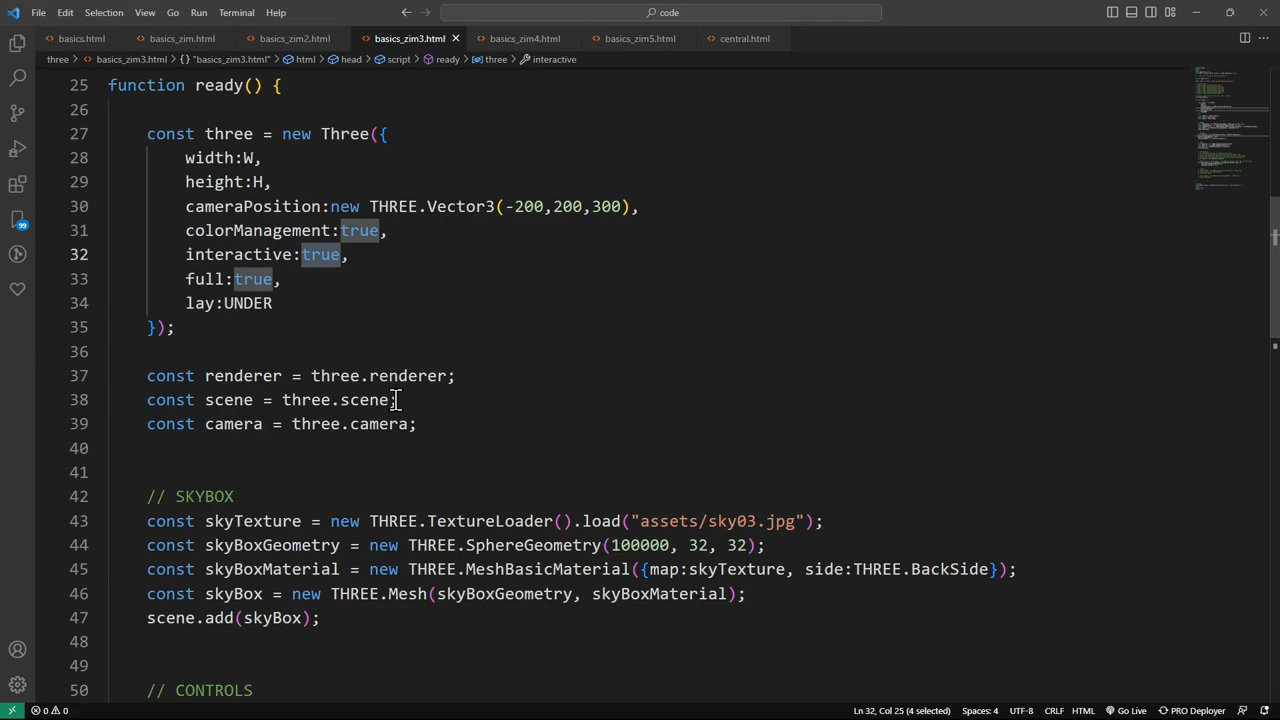 File Edit Selection View Go Run Terminal Help
code
basics.html basics_zim.html basics_zim2.html basics_zim3.html basics_zim4.html basics_zim5.html central.html
three > basics_zim3.html > {} "basics_zim3.html" > html > head > script > ready > three > interactive
25 function ready() {
26
27 const three = new Three({
28 width:W,
29 height:H,
30 cameraPosition:new THREE.Vector3(-200,200,300),
31 colorManagement:true,
32 interactive:true,
33 full:true,
34 lay:UNDER
35 });
36
37 const renderer = three.renderer;
38 const scene = three.scene;
39 const camera = three.camera;
40
41
42 // SKYBOX
43 const skyTexture = new THREE.TextureLoader().load("assets/sky03.jpg");
44 const skyBoxGeometry = new THREE.SphereGeometry(100000, 32, 32);
45 const skyBoxMaterial = new THREE.MeshBasicMaterial({map:skyTexture, side:THREE.BackSide});
46 const skyBox = new THREE.Mesh(skyBoxGeometry, skyBoxMaterial);
47 scene.add(skyBox);
48
49
50 // CONTROLS
99
0 0 Ln 32, Col 25 (4 selected) Spaces: 4 UTF-8 CRLF HTML Go Live PRO Deployer